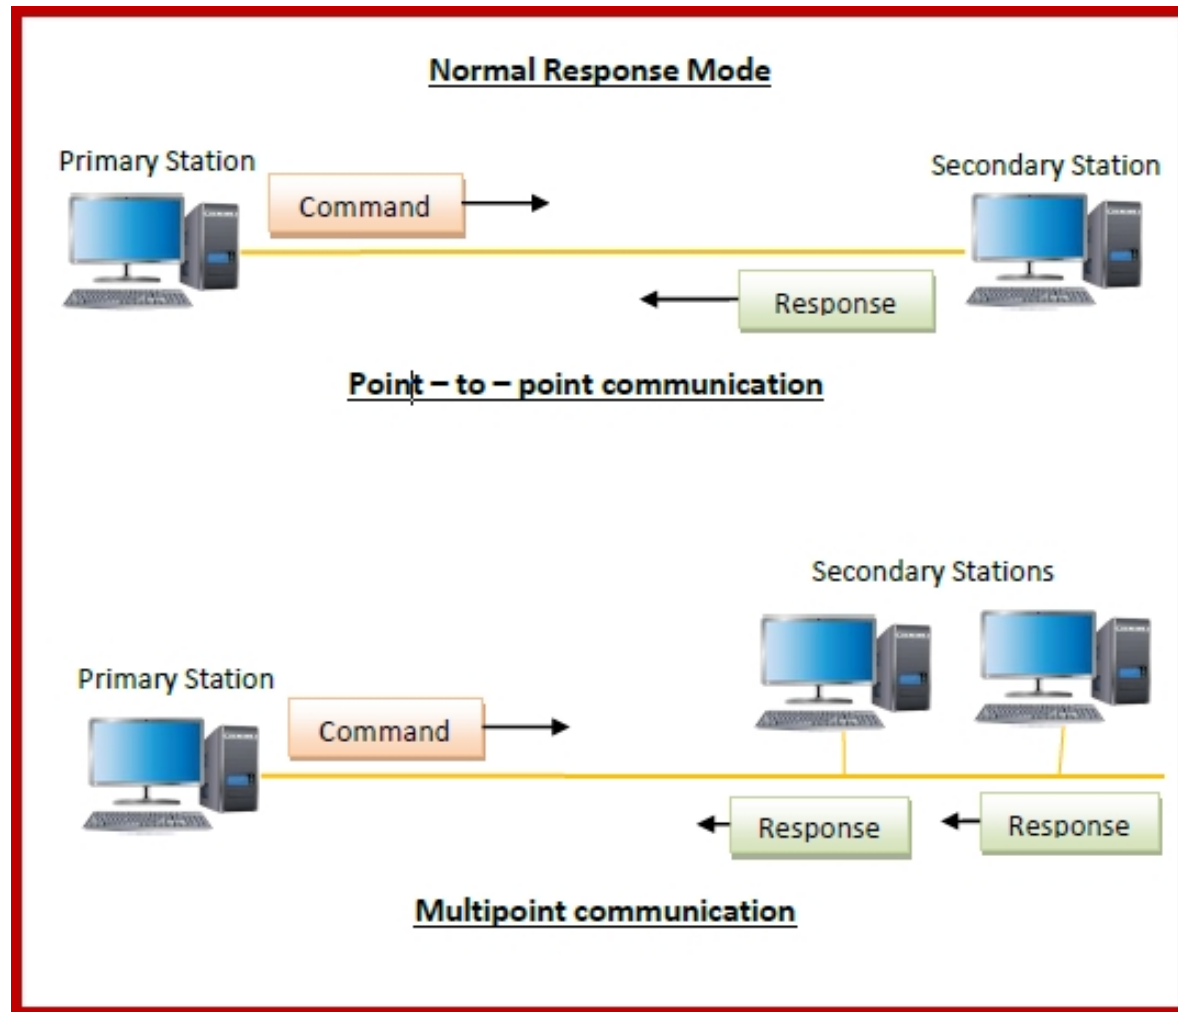 Normal Response Mode
Primary Station
Secondary Station
Command
Response
Point – to – point communication
Secondary Stations
Primary Station
Command
Response
Response
Multipoint communication